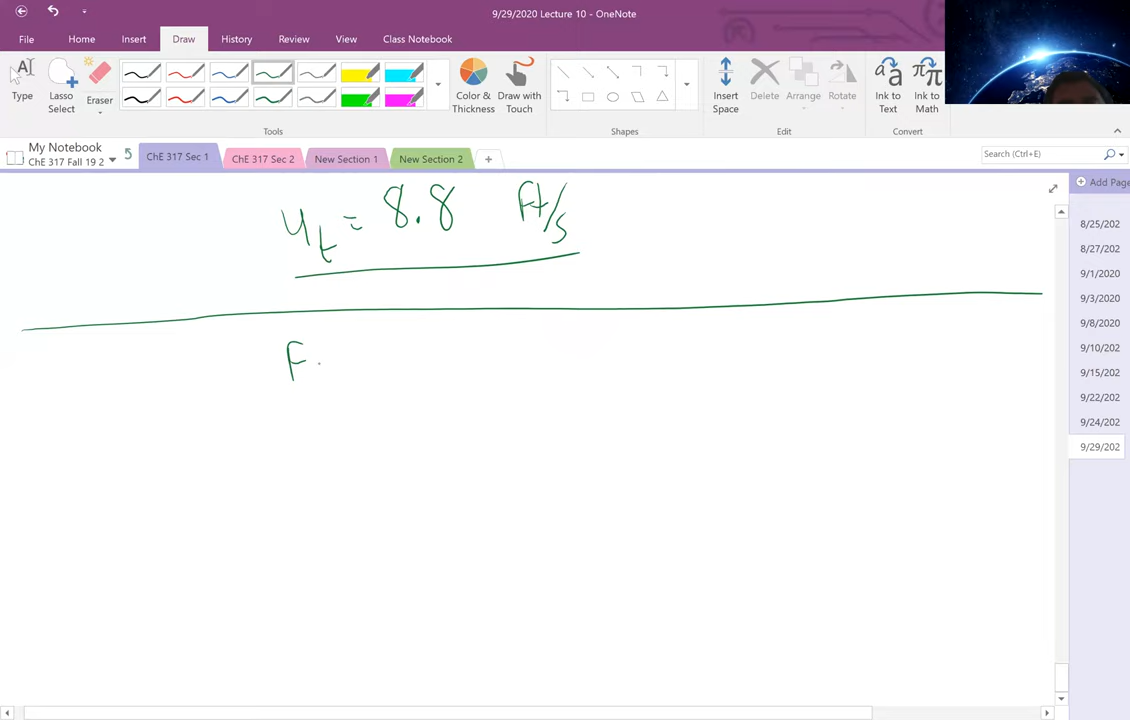 9/29/2020 Lecture 10 - OneNote
File Home Insert Draw History Review View Class Notebook
Type
Lasso Select
Eraser
Color & Thickness
Draw with Touch
Insert Space
Delete
Arrange
Rotate
Ink to Text
Ink to Math
Tools
Shapes
Edit
Convert
My Notebook
ChE 317 Fall 19 2
ChE 317 Sec 1
ChE 317 Sec 2
New Section 1
New Section 2
Search (Ctrl+E)
Add Page
8/25/202
8/27/202
9/1/2020
9/3/2020
9/8/2020
9/10/202
9/15/202
9/22/202
9/24/202
9/29/202
u_t = 8.8 ft/s
F